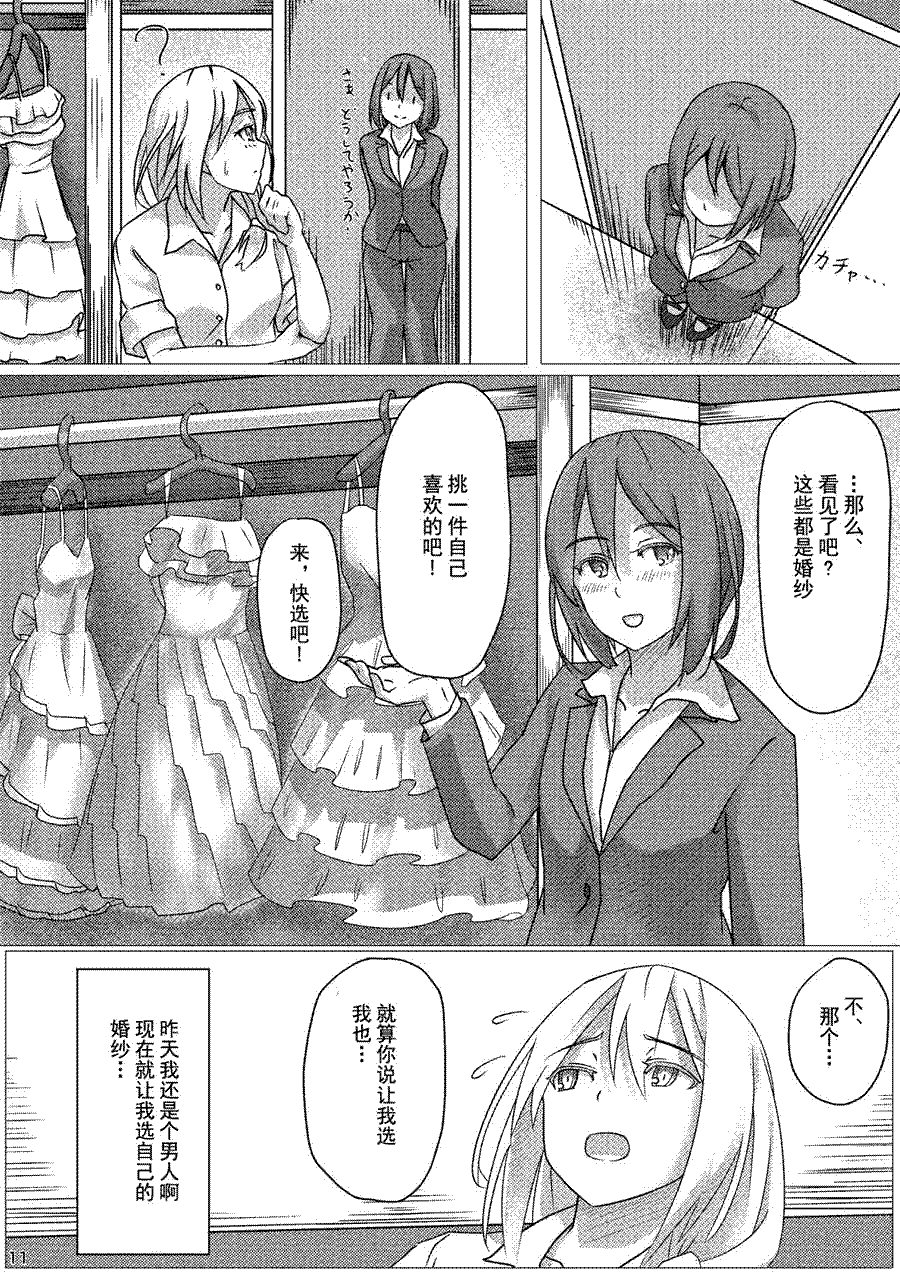 カチャ…
?
さぁ、どうしてやろうか、
…那么、
看见了吧？
这些都是婚纱
挑一件自己
喜欢的吧！
来，快选吧！
不、
那个…
就算你说让我选
我也…
昨天我还是个男人啊
现在就让我选自己的
婚纱…
11